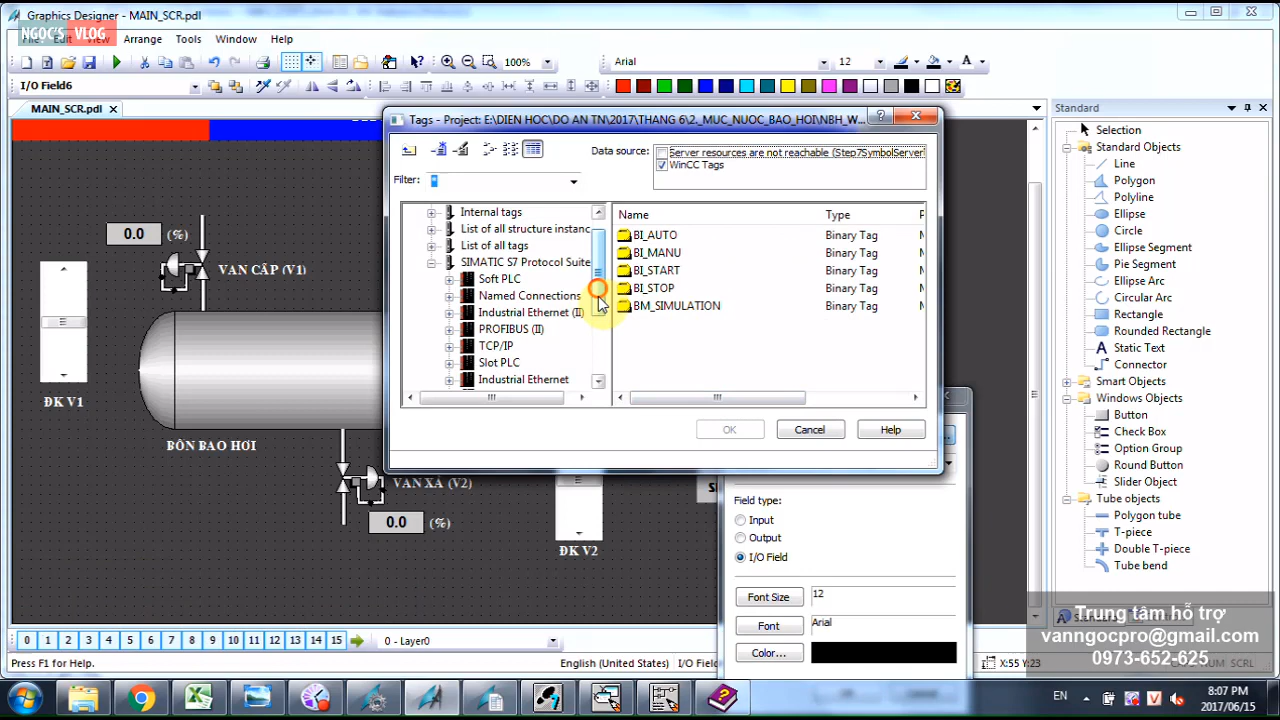 Graphics Designer - MAIN_SCR.pdl
NGOC'S VLOG
File Edit View Arrange Tools Window Help
100%
Arial
12
I/O Field6
MAIN_SCR.pdl
Tags - Project: E:\DIEN HOC\DO AN TN\2017\THANG 6\2_MUC_NUOC_BAO_HOI\NBH_W...
Data source:
Server resources are not reachable (Step7SymbolServer)
WinCC Tags
Filter:
*
Internal tags
List of all structure instanc
List of all tags
SIMATIC S7 Protocol Suite
Soft PLC
Named Connections
Industrial Ethernet (II)
PROFIBUS (II)
TCP/IP
Slot PLC
Industrial Ethernet
Name
Type
BI_AUTO
Binary Tag
BI_MANU
Binary Tag
BI_START
Binary Tag
BI_STOP
Binary Tag
BM_SIMULATION
Binary Tag
OK
Cancel
Help
0.0
(%)
VAN CẤP (V1)
ĐK V1
BỒN BAO HƠI
VAN XẢ (V2)
0.0
(%)
ĐK V2
Field type:
Input
Output
I/O Field
Font Size
12
Font
Arial
Color...
Standard
Selection
Standard Objects
Line
Polygon
Polyline
Ellipse
Circle
Ellipse Segment
Pie Segment
Elliptical Arc
Circular Arc
Rectangle
Rounded Rectangle
Static Text
Connector
Smart Objects
Windows Objects
Button
Check Box
Option Group
Round Button
Slider Object
Tube objects
Polygon tube
T-piece
Double T-piece
Tube bend
Trung tâm hỗ trợ
vanngocpro@gmail.com
0973-652-625
0 1 2 3 4 5 6 7 8 9 10 11 12 13 14 15
0 - Layer0
Press F1 for Help.
English (United States)
I/O Field
X:55 Y:23
EN
8:07 PM
2017/06/15